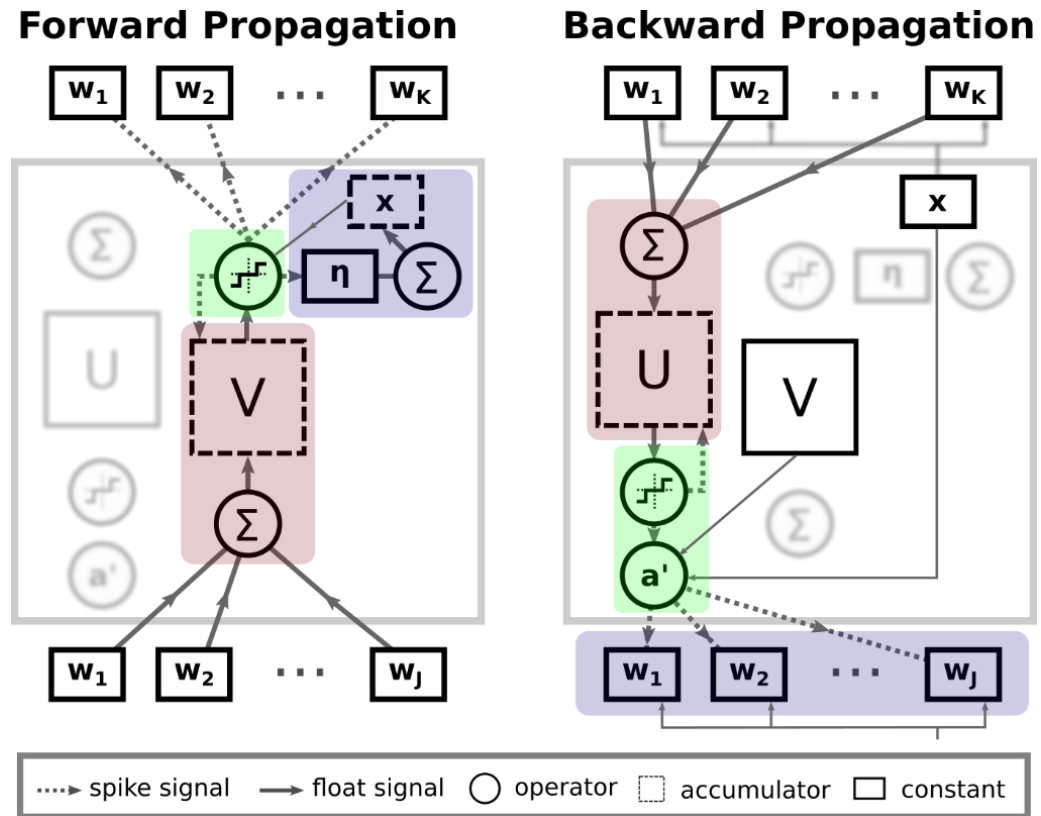 Forward Propagation
w1 w2 ... wK
Σ
x
η Σ
U
V
Σ
a'
w1 w2 ... wJ
Backward Propagation
w1 w2 ... wK
x
Σ
η Σ
U
V
Σ
a'
w1 w2 ... wJ
spike signal float signal operator accumulator constant